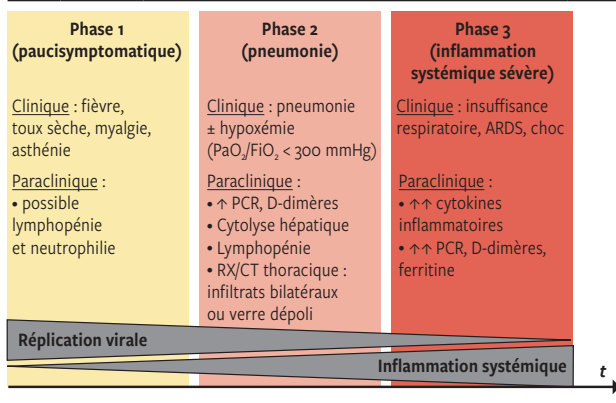 Phase 1
(paucisymptomatique)
Clinique : fièvre,
toux sèche, myalgie,
asthénie
Paraclinique :
• possible
lymphopénie
et neutrophilie
Phase 2
(pneumonie)
Clinique : pneumonie
± hypoxémie
(PaO₂/FiO₂ < 300 mmHg)
Paraclinique :
• ↑ PCR, D-dimères
• Cytolyse hépatique
• Lymphopénie
• RX/CT thoracique :
infiltrats bilatéraux
ou verre dépoli
Phase 3
(inflammation
systémique sévère)
Clinique : insuffisance
respiratoire, ARDS, choc
Paraclinique :
• ↑↑ cytokines
inflammatoires
• ↑↑ PCR, D-dimères,
ferritine
Réplication virale
Inflammation systémique
t